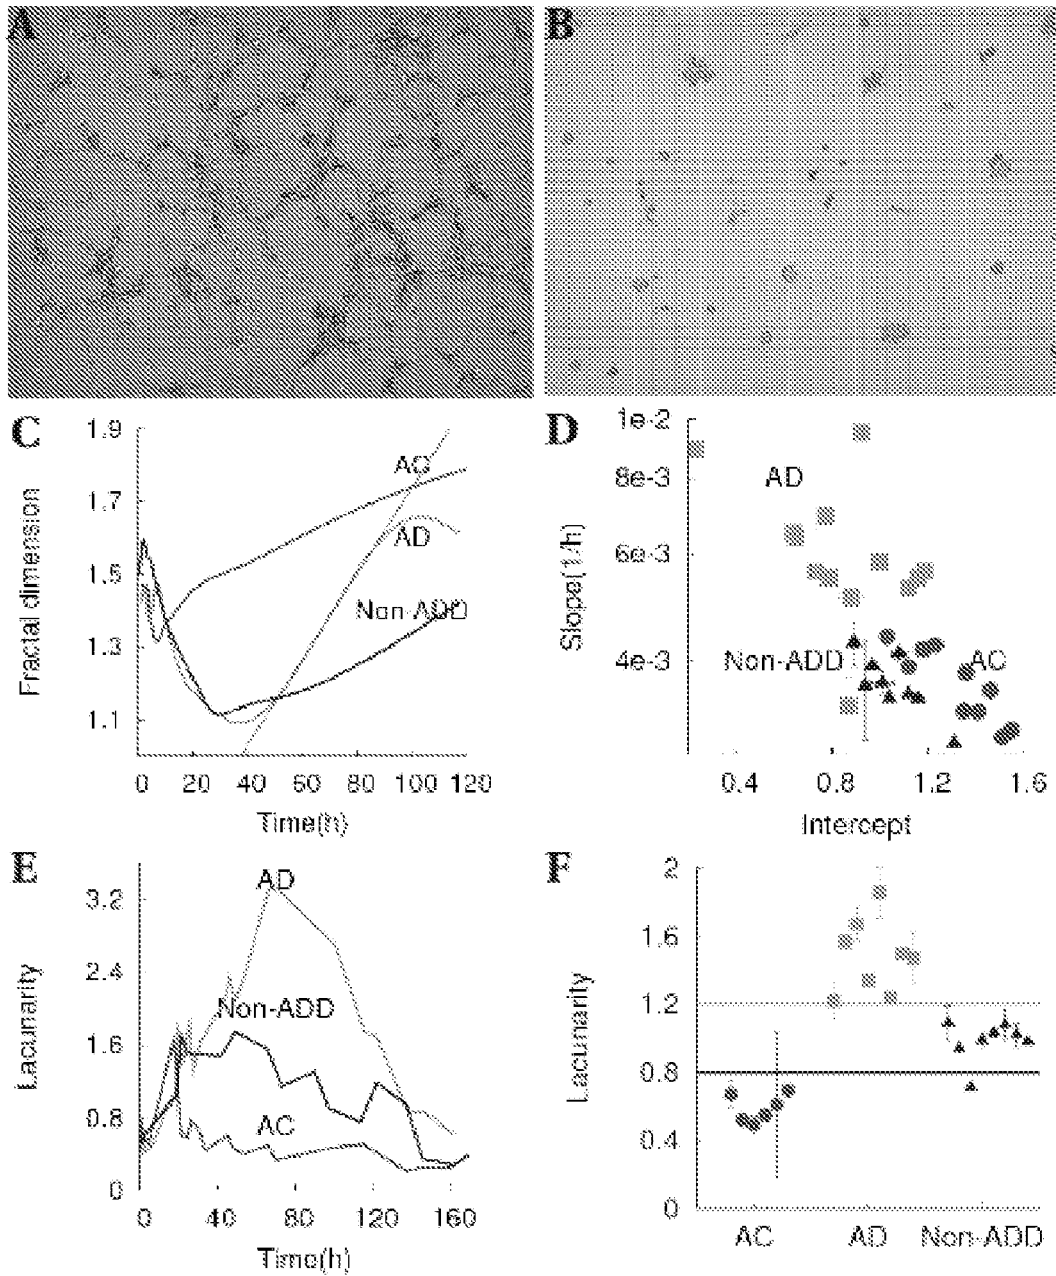 A
B
C
1.9
1.7
1.5
1.3
1.1
Fractal dimension
AC
AD
Non-ADD
0 20 40 60 80 100 120
Time(h)
D
1e-2
8e-3
6e-3
4e-3
Slope(1/h)
AD
Non-ADD
AC
0.4 0.8 1.2 1.6
Intercept
E
3.2
2.4
1.6
0.8
0
Lacunarity
AD
Non-ADD
AC
0 40 80 120 160
Time(h)
F
2
1.6
1.2
0.8
0.4
0
Lacunarity
AC AD Non-ADD